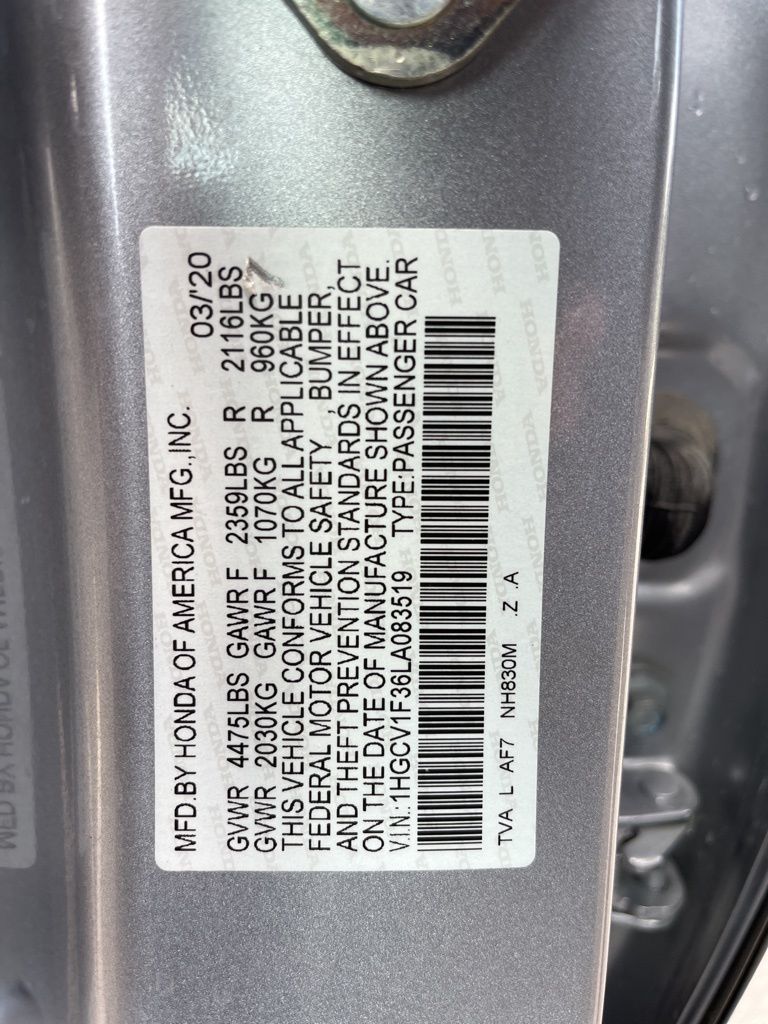 MFD.BY HONDA OF AMERICA MFG.,INC. 03/'20
GVWR 4475LBS GAWR F 2359LBS R 2116LBS
GVWR 2030KG GAWR F 1070KG R 960KG
THIS VEHICLE CONFORMS TO ALL APPLICABLE
FEDERAL MOTOR VEHICLE SAFETY , BUMPER,
AND THEFT PREVENTION STANDARDS IN EFFECT
ON THE DATE OF MANUFACTURE SHOWN ABOVE.
V.I.N.:1HGCV1F36LA083519 TYPE:PASSENGER CAR
TVA L AF7 NH830M .Z .A
HONDA